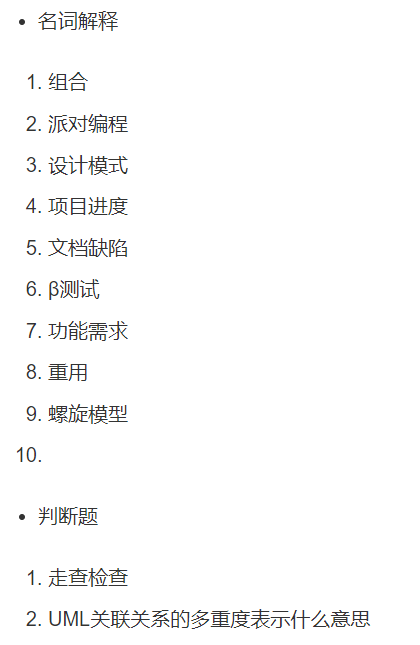 • 名词解释
1. 组合
2. 派对编程
3. 设计模式
4. 项目进度
5. 文档缺陷
6. β测试
7. 功能需求
8. 重用
9. 螺旋模型
10.
• 判断题
1. 走查检查
2. UML关联关系的多重度表示什么意思